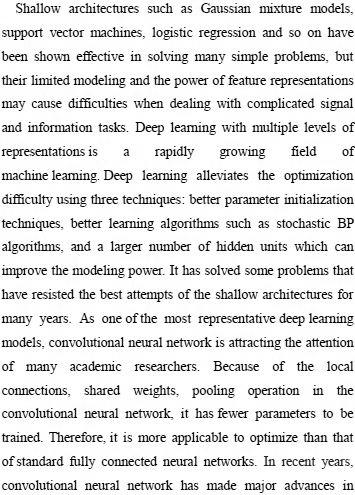 Shallow architectures such as Gaussian mixture models,
support vector machines, logistic regression and so on have
been shown effective in solving many simple problems, but
their limited modeling and the power of feature representations
may cause difficulties when dealing with complicated signal
and information tasks. Deep learning with multiple levels of
representations is a rapidly growing field of
machine learning. Deep learning alleviates the optimization
difficulty using three techniques: better parameter initialization
techniques, better learning algorithms such as stochastic BP
algorithms, and a larger number of hidden units which can
improve the modeling power. It has solved some problems that
have resisted the best attempts of the shallow architectures for
many years. As one of the most representative deep learning
models, convolutional neural network is attracting the attention
of many academic researchers. Because of the local
connections, shared weights, pooling operation in the
convolutional neural network, it has fewer parameters to be
trained. Therefore, it is more applicable to optimize than that
of standard fully connected neural networks. In recent years,
convolutional neural network has made major advances in